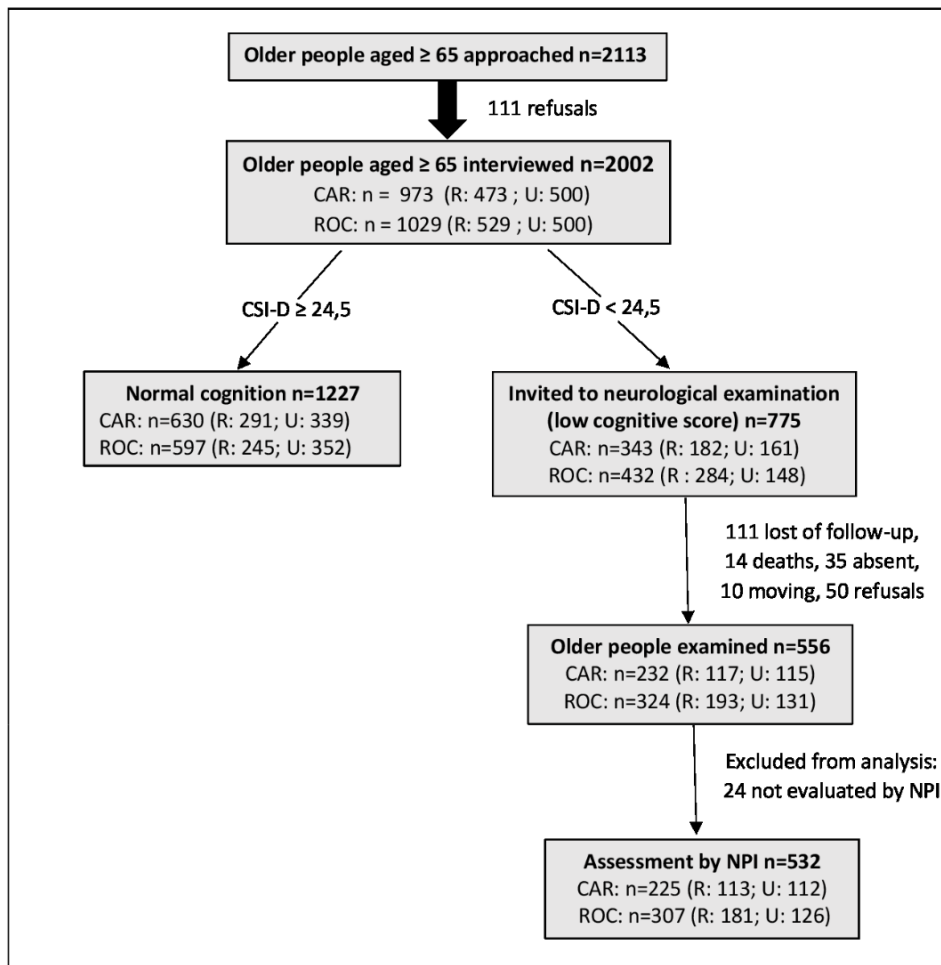 Older people aged ≥ 65 approached n=2113
111 refusals
Older people aged ≥ 65 interviewed n=2002
CAR: n = 973 (R: 473 ; U: 500)
ROC: n = 1029 (R: 529 ; U: 500)
CSI-D ≥ 24,5
CSI-D < 24,5
Normal cognition n=1227
CAR: n=630 (R: 291; U: 339)
ROC: n=597 (R: 245; U: 352)
Invited to neurological examination
(low cognitive score) n=775
CAR: n=343 (R: 182; U: 161)
ROC: n=432 (R : 284; U: 148)
111 lost of follow-up,
14 deaths, 35 absent,
10 moving, 50 refusals
Older people examined n=556
CAR: n=232 (R: 117; U: 115)
ROC: n=324 (R: 193; U: 131)
Excluded from analysis:
24 not evaluated by NPI
Assessment by NPI n=532
CAR: n=225 (R: 113; U: 112)
ROC: n=307 (R: 181; U: 126)